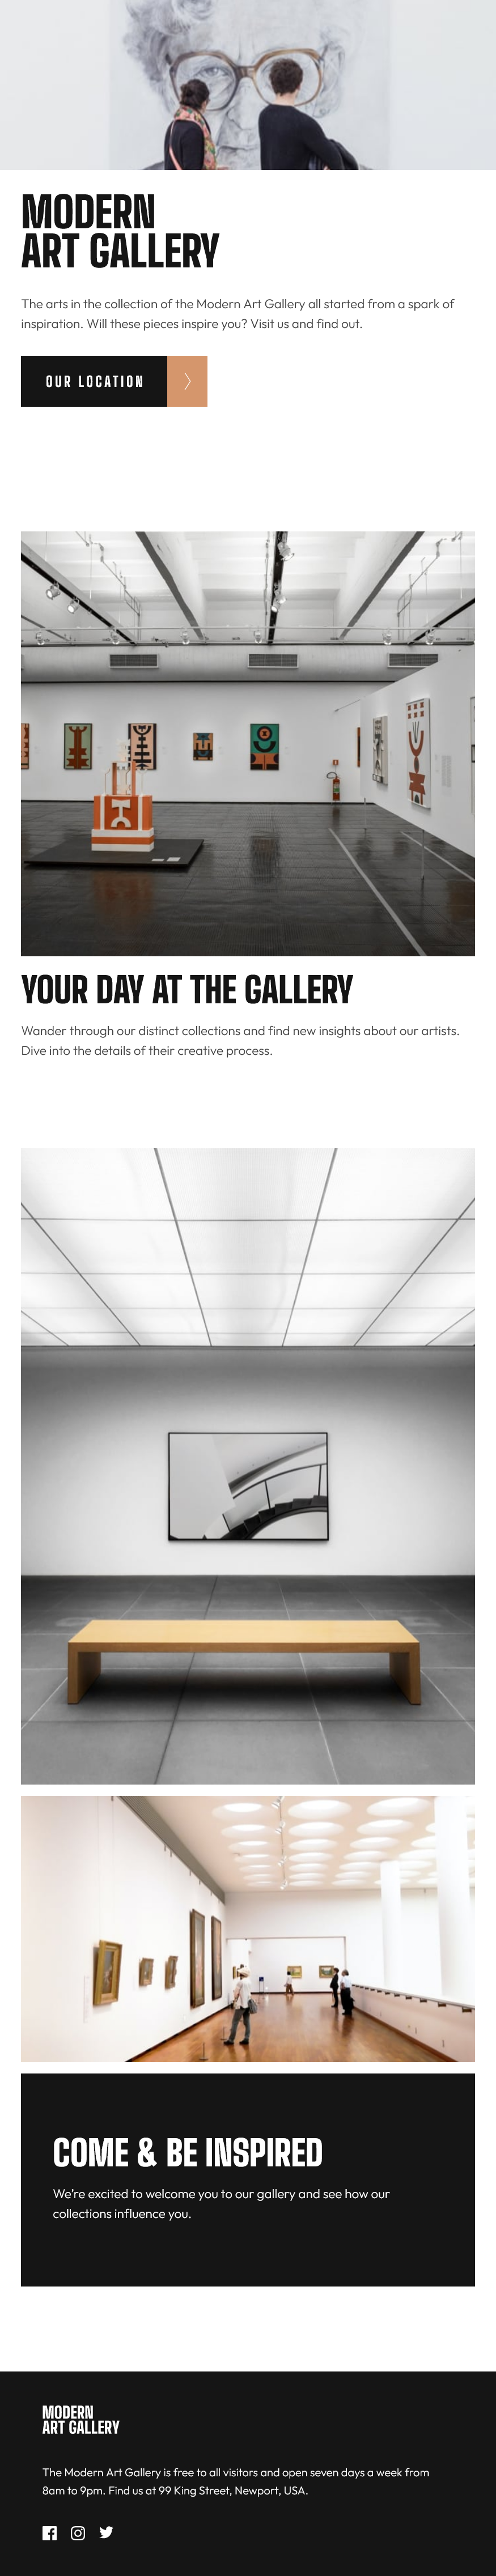 MODERN
ART GALLERY
The arts in the collection of the Modern Art Gallery all started from a spark of
inspiration. Will these pieces inspire you? Visit us and find out.
OUR LOCATION
YOUR DAY AT THE GALLERY
Wander through our distinct collections and find new insights about our artists.
Dive into the details of their creative process.
COME & BE INSPIRED
We’re excited to welcome you to our gallery and see how our
collections influence you.
MODERN
ART GALLERY
The Modern Art Gallery is free to all visitors and open seven days a week from
8am to 9pm. Find us at 99 King Street, Newport, USA.